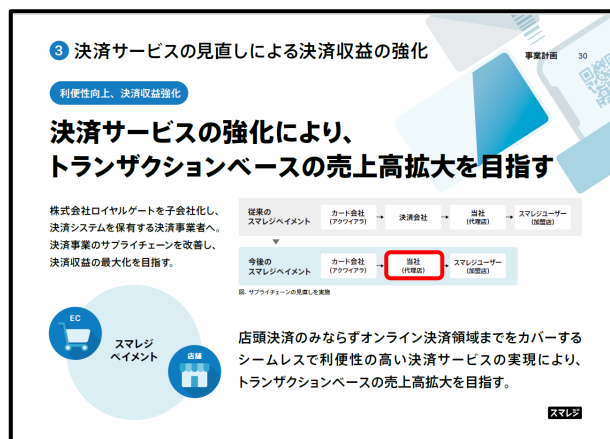 3 決済サービスの見直しによる決済収益の強化
事業計画 30
利便性向上、決済収益強化
決済サービスの強化により、
トランザクションベースの売上高拡大を目指す
株式会社ロイヤルゲートを子会社化し、
決済システムを保有する決済事業者へ。
決済事業のサプライチェーンを改善し、
決済収益の最大化を目指す。
従来の
スマレジペイメント
カード会社
(アクワイアラ)
決済会社
当社
(代理店)
スマレジユーザー
(加盟店)
今後の
スマレジペイメント
カード会社
(アクワイアラ)
当社
(代理店)
スマレジユーザー
(加盟店)
図. サプライチェーンの見直しを実施
EC
スマレジ
ペイメント
店舗
店頭決済のみならずオンライン決済領域までをカバーする
シームレスで利便性の高い決済サービスの実現により、
トランザクションベースの売上高拡大を目指す。
スマレジ